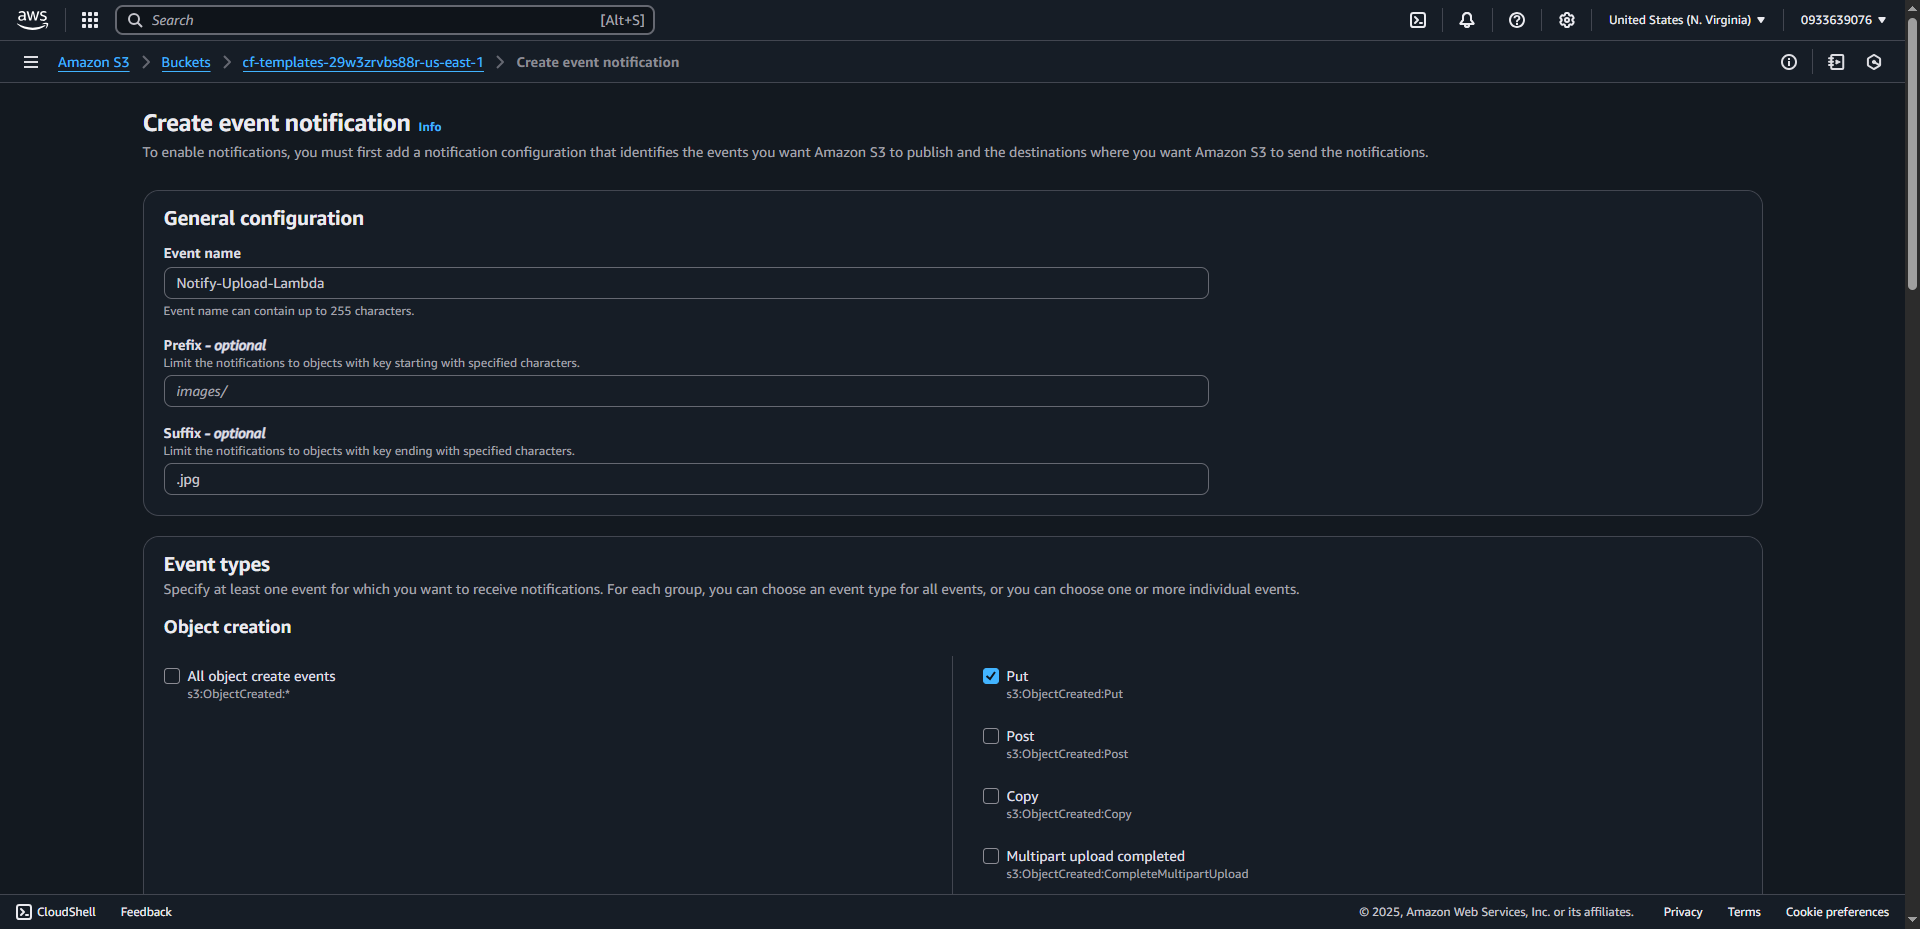 aws
Search [Alt+S]
United States (N. Virginia)
0933639076
Amazon S3
Buckets
cf-templates-29w3zrvbs88r-us-east-1
Create event notification
Create event notification Info
To enable notifications, you must first add a notification configuration that identifies the events you want Amazon S3 to publish and the destinations where you want Amazon S3 to send the notifications.
General configuration
Event name
Notify-Upload-Lambda
Event name can contain up to 255 characters.
Prefix - optional
Limit the notifications to objects with key starting with specified characters.
images/
Suffix - optional
Limit the notifications to objects with key ending with specified characters.
.jpg
Event types
Specify at least one event for which you want to receive notifications. For each group, you can choose an event type for all events, or you can choose one or more individual events.
Object creation
All object create events
s3:ObjectCreated:*
Put
s3:ObjectCreated:Put
Post
s3:ObjectCreated:Post
Copy
s3:ObjectCreated:Copy
Multipart upload completed
s3:ObjectCreated:CompleteMultipartUpload
CloudShell
Feedback
© 2025, Amazon Web Services, Inc. or its affiliates.
Privacy
Terms
Cookie preferences